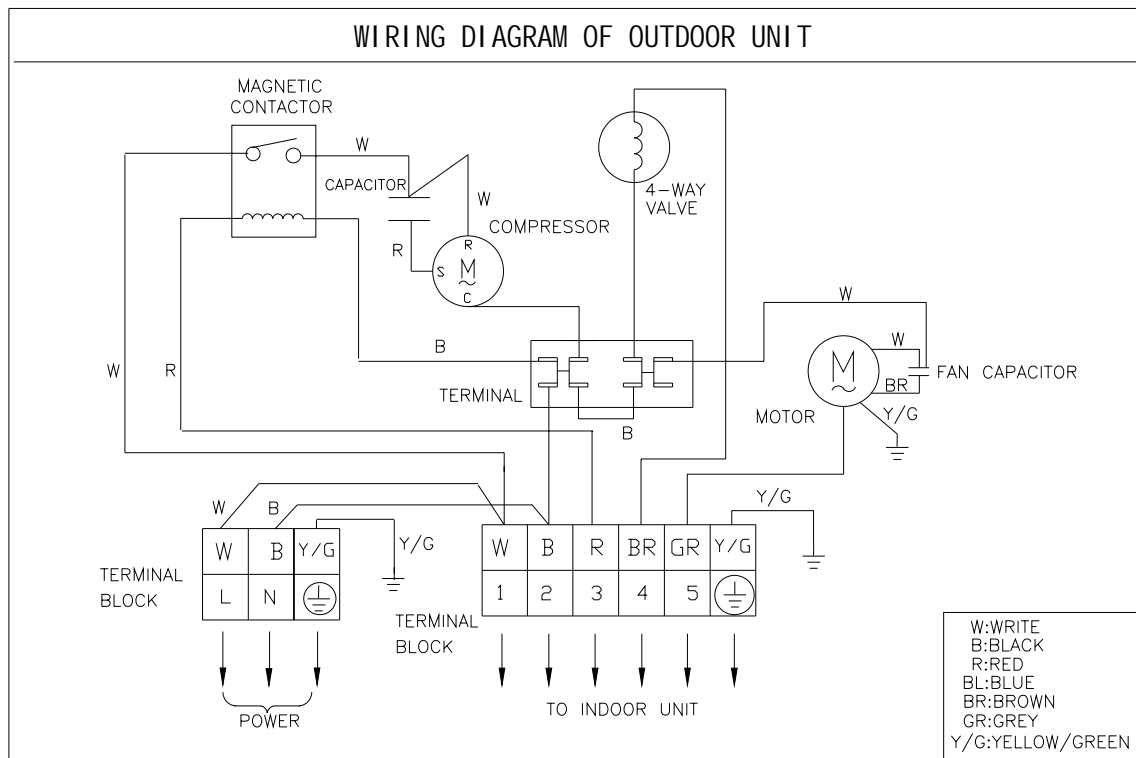 WIRING DIAGRAM OF OUTDOOR UNIT
MAGNETIC
CONTACTOR
W
CAPACITOR
W
R
COMPRESSOR
R
S M
C
4-WAY
VALVE
W
B
W
R
TERMINAL
B
M
W
BR
FAN CAPACITOR
MOTOR
Y/G
W
B
Y/G
Y/G
W B Y/G
L N
TERMINAL
BLOCK
POWER
W B R BR GR Y/G
1 2 3 4 5
TERMINAL
BLOCK
TO INDOOR UNIT
W:WRITE
B:BLACK
R:RED
BL:BLUE
BR:BROWN
GR:GREY
Y/G:YELLOW/GREEN